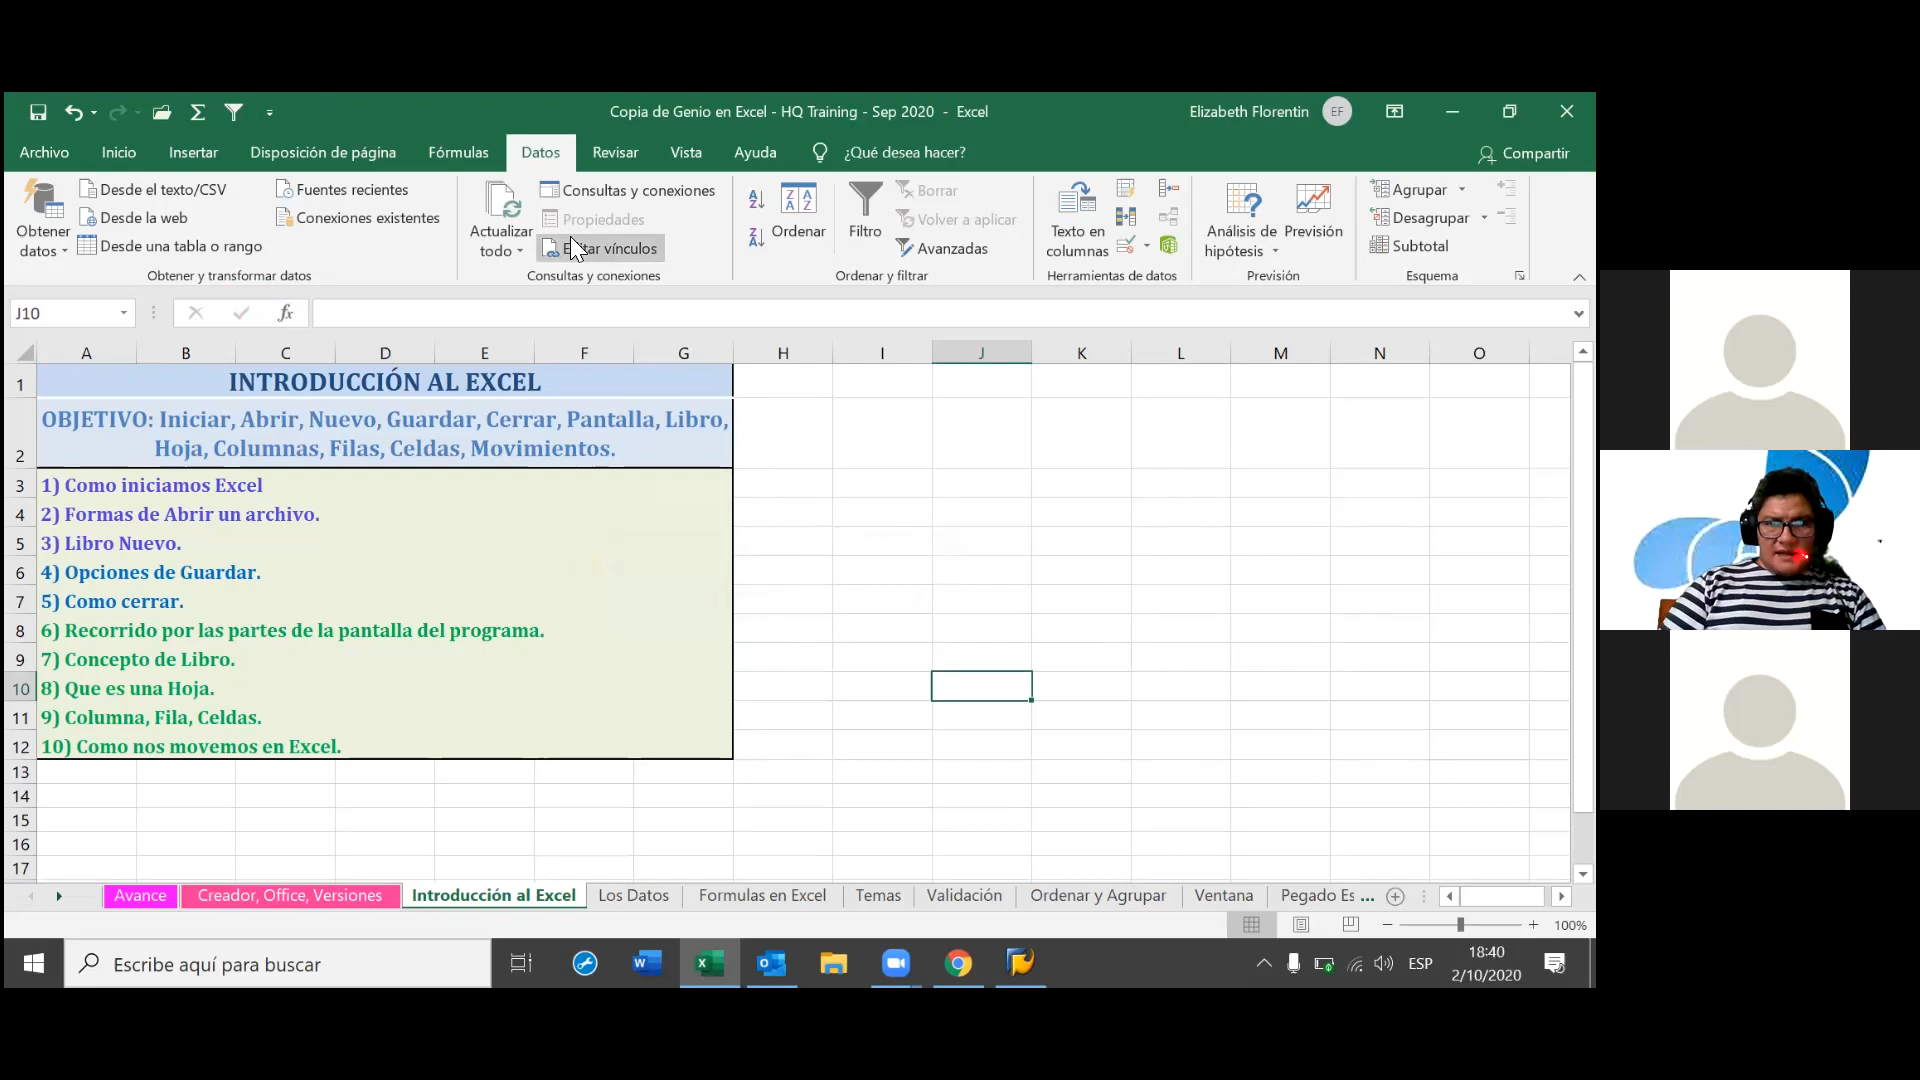 Copia de Genio en Excel - HQ Training - Sep 2020 - Excel
Elizabeth Florentin
EF
Archivo Inicio Insertar Disposición de página Fórmulas Datos Revisar Vista Ayuda ¿Qué desea hacer? Compartir
Obtener datos
Desde el texto/CSV
Desde la web
Desde una tabla o rango
Fuentes recientes
Conexiones existentes
Obtener y transformar datos
Actualizar todo
Consultas y conexiones
Propiedades
vínculos
Consultas y conexiones
Ordenar
Filtro
Borrar
Volver a aplicar
Avanzadas
Ordenar y filtrar
Texto en columnas
Herramientas de datos
Análisis de hipótesis
Previsión
Previsión
Agrupar
Desagrupar
Subtotal
Esquema
J10
fx
A B C D E F G H I J K L M N O
1 INTRODUCCIÓN AL EXCEL
OBJETIVO: Iniciar, Abrir, Nuevo, Guardar, Cerrar, Pantalla, Libro,
2 Hoja, Columnas, Filas, Celdas, Movimientos.
3 1) Como iniciamos Excel
4 2) Formas de Abrir un archivo.
5 3) Libro Nuevo.
6 4) Opciones de Guardar.
7 5) Como cerrar.
8 6) Recorrido por las partes de la pantalla del programa.
9 7) Concepto de Libro.
10 8) Que es una Hoja.
11 9) Columna, Fila, Celdas.
12 10) Como nos movemos en Excel.
13
14
15
16
17
Avance Creador, Office, Versiones Introducción al Excel Los Datos Formulas en Excel Temas Validación Ordenar y Agrupar Ventana Pegado Es ...
100%
Escribe aquí para buscar
ESP
18:40
2/10/2020